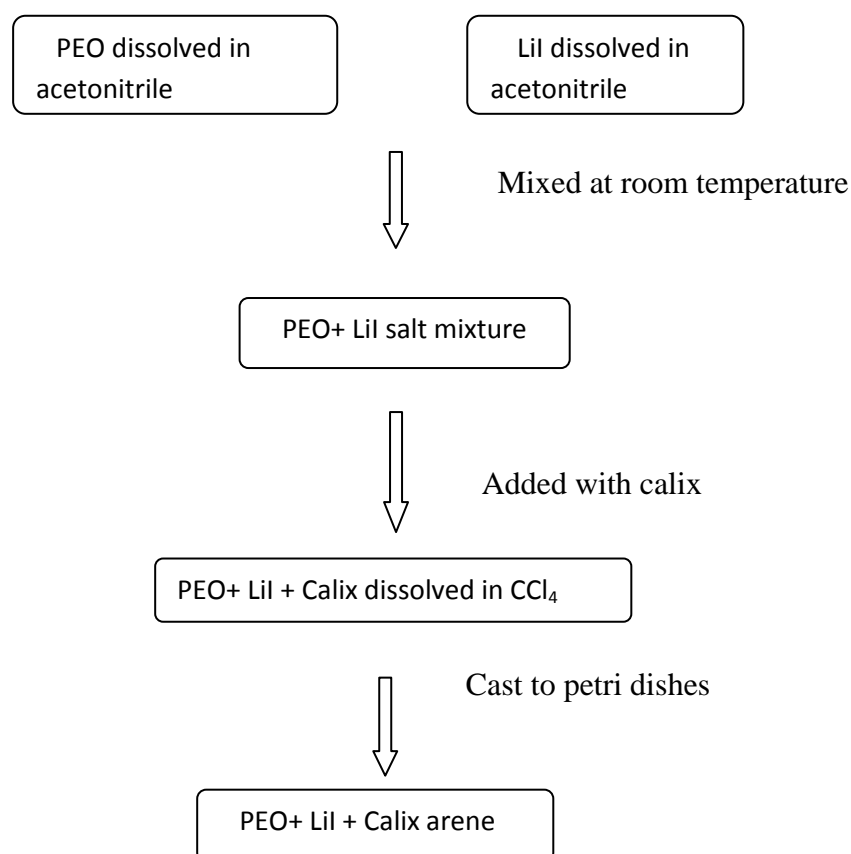 PEO dissolved in
acetonitrile
LiI dissolved in
acetonitrile
Mixed at room temperature
PEO+ LiI salt mixture
Added with calix
PEO+ LiI + Calix dissolved in CCl₄
Cast to petri dishes
PEO+ LiI + Calix arene